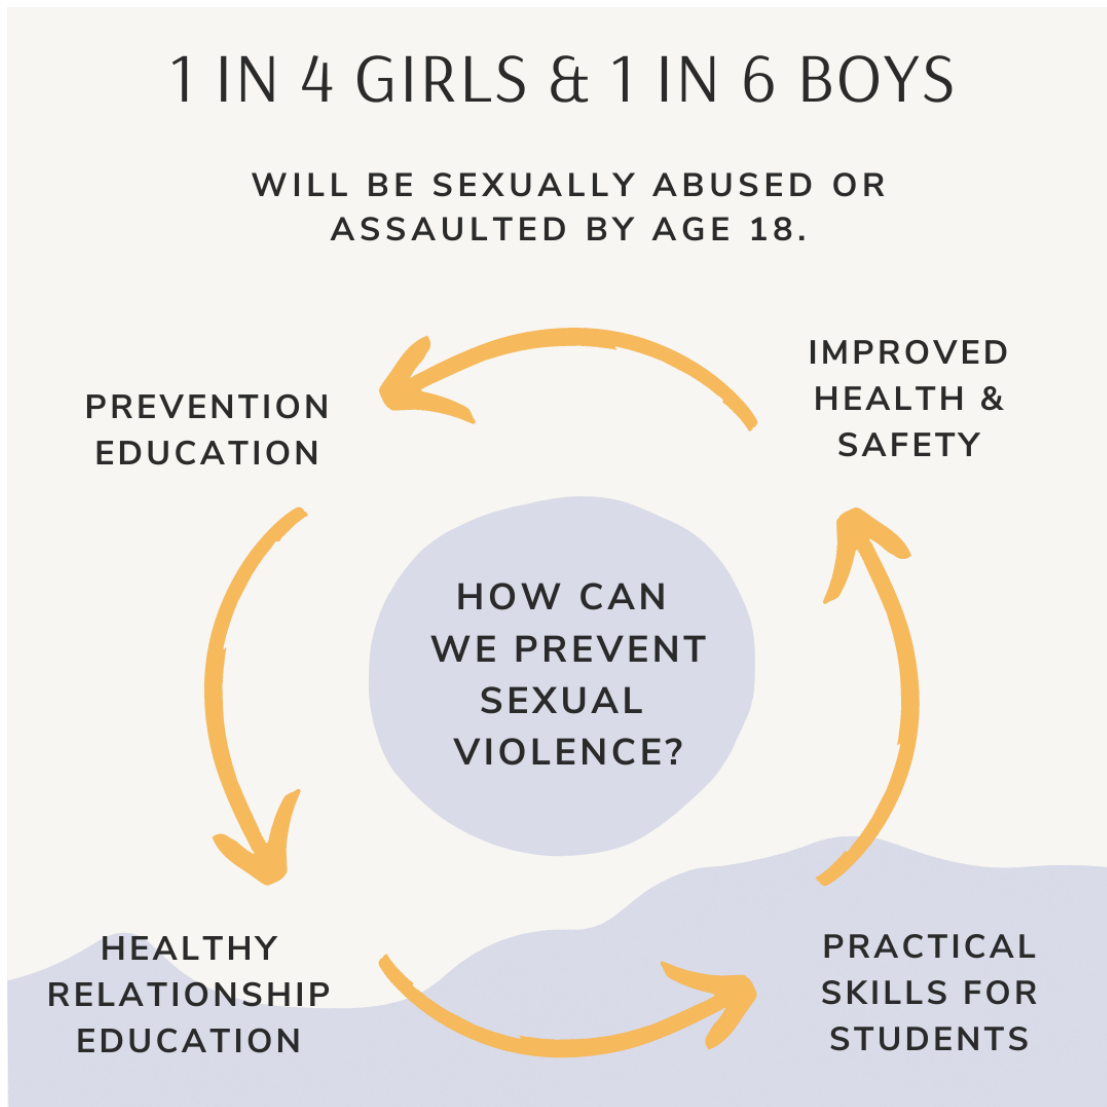 1 IN 4 GIRLS & 1 IN 6 BOYS
WILL BE SEXUALLY ABUSED OR
ASSAULTED BY AGE 18.
PREVENTION
EDUCATION
IMPROVED
HEALTH &
SAFETY
HOW CAN
WE PREVENT
SEXUAL
VIOLENCE?
HEALTHY
RELATIONSHIP
EDUCATION
PRACTICAL
SKILLS FOR
STUDENTS